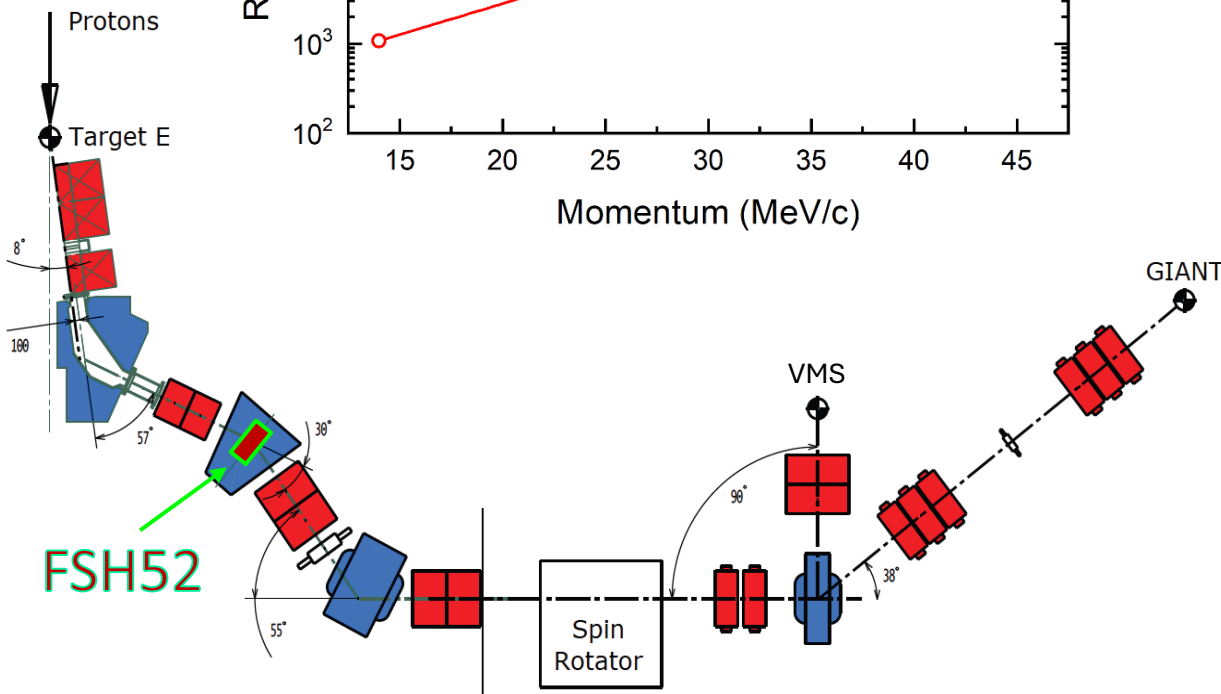 R
Protons
10³
Target E
10²
15 20 25 30 35 40 45
Momentum (MeV/c)
8°
GIANT
100
VMS
57°
30°
90°
FSH52
38°
55°
Spin
Rotator